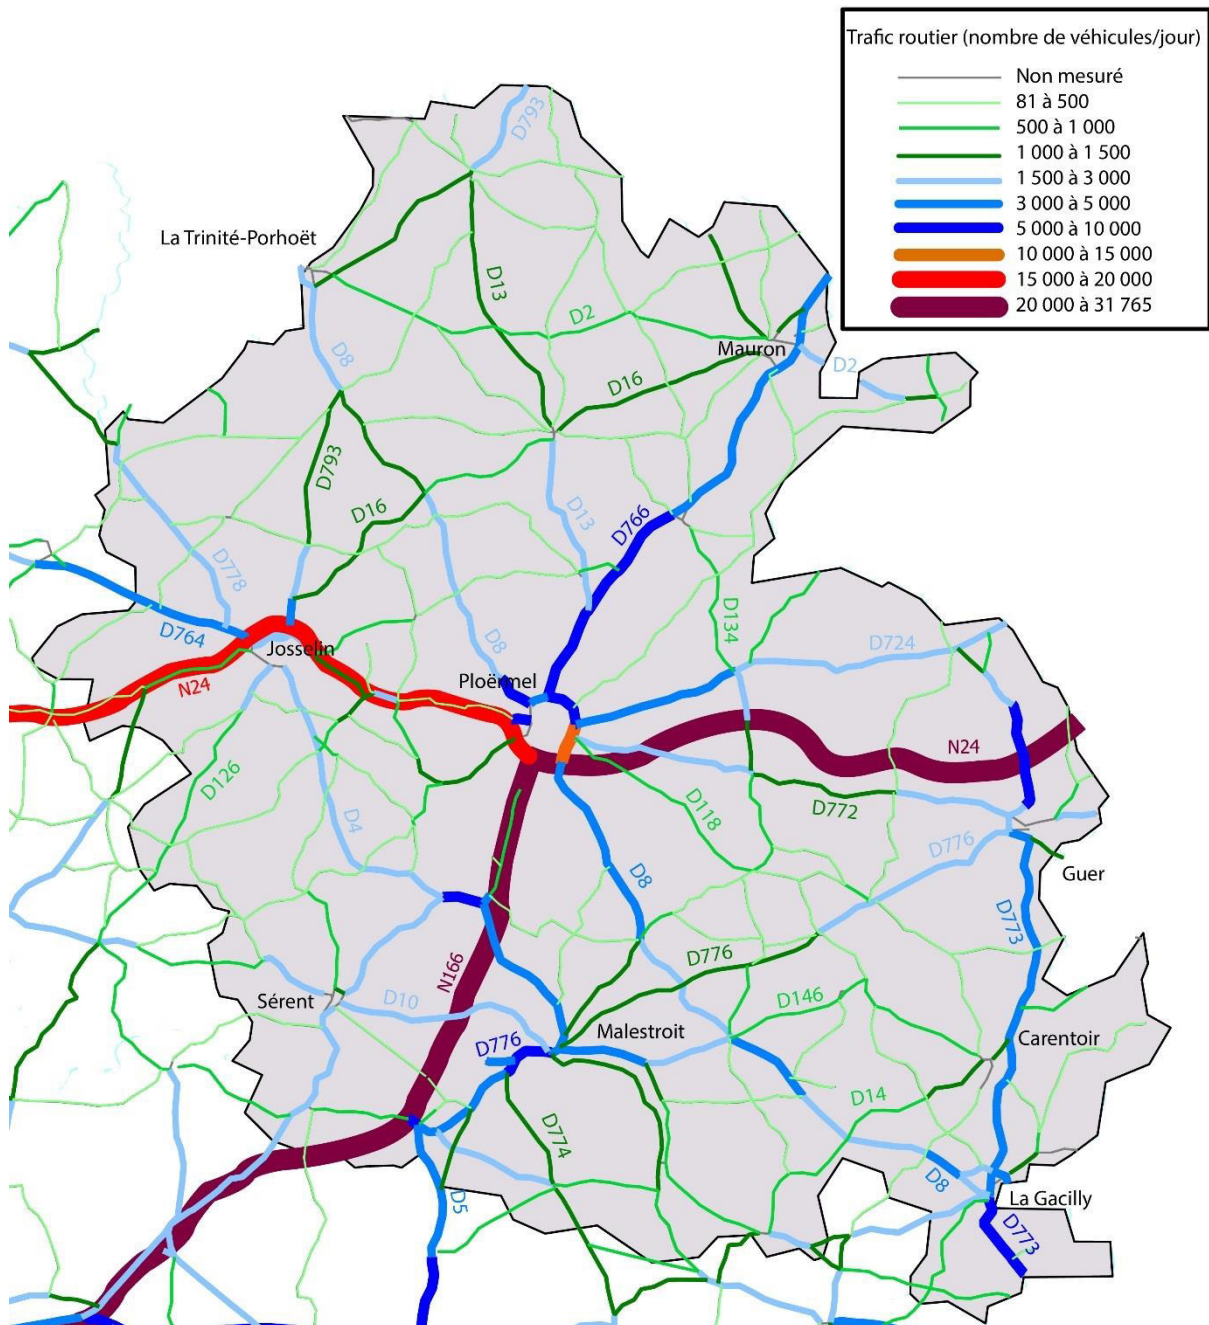 Trafic routier (nombre de véhicules/jour)
Non mesuré
81 à 500
500 à 1 000
1 000 à 1 500
1 500 à 3 000
3 000 à 5 000
5 000 à 10 000
10 000 à 15 000
15 000 à 20 000
20 000 à 31 765
D793
La Trinité-Porhoët
D13
D2
Mauron
D8
D2
D16
D793
D16
D13
D766
D778
D764
Josselin
D134
D724
D8
Ploërmel
N24
N24
D126
D118
D772
D4
D776
D8
Guer
D773
D776
N166
D146
Sérent
D10
Malestroit
Carentoir
D776
D14
D774
D8
D5
La Gacilly
D773